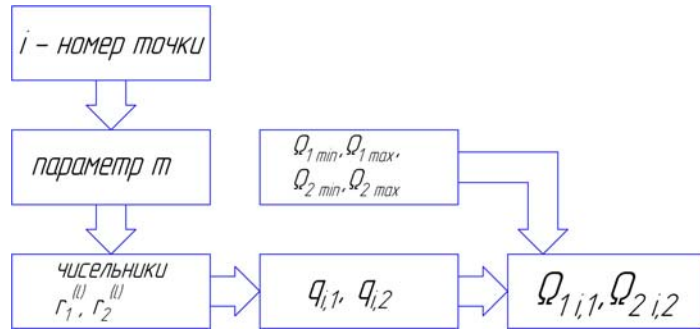 i – номер точки
параметр m
Ω1 min, Ω1 max,
Ω2 min, Ω2 max
чисельники
r1(i), r2(i)
qi,1, qi,2
Ω1 i,1, Ω2 i,2